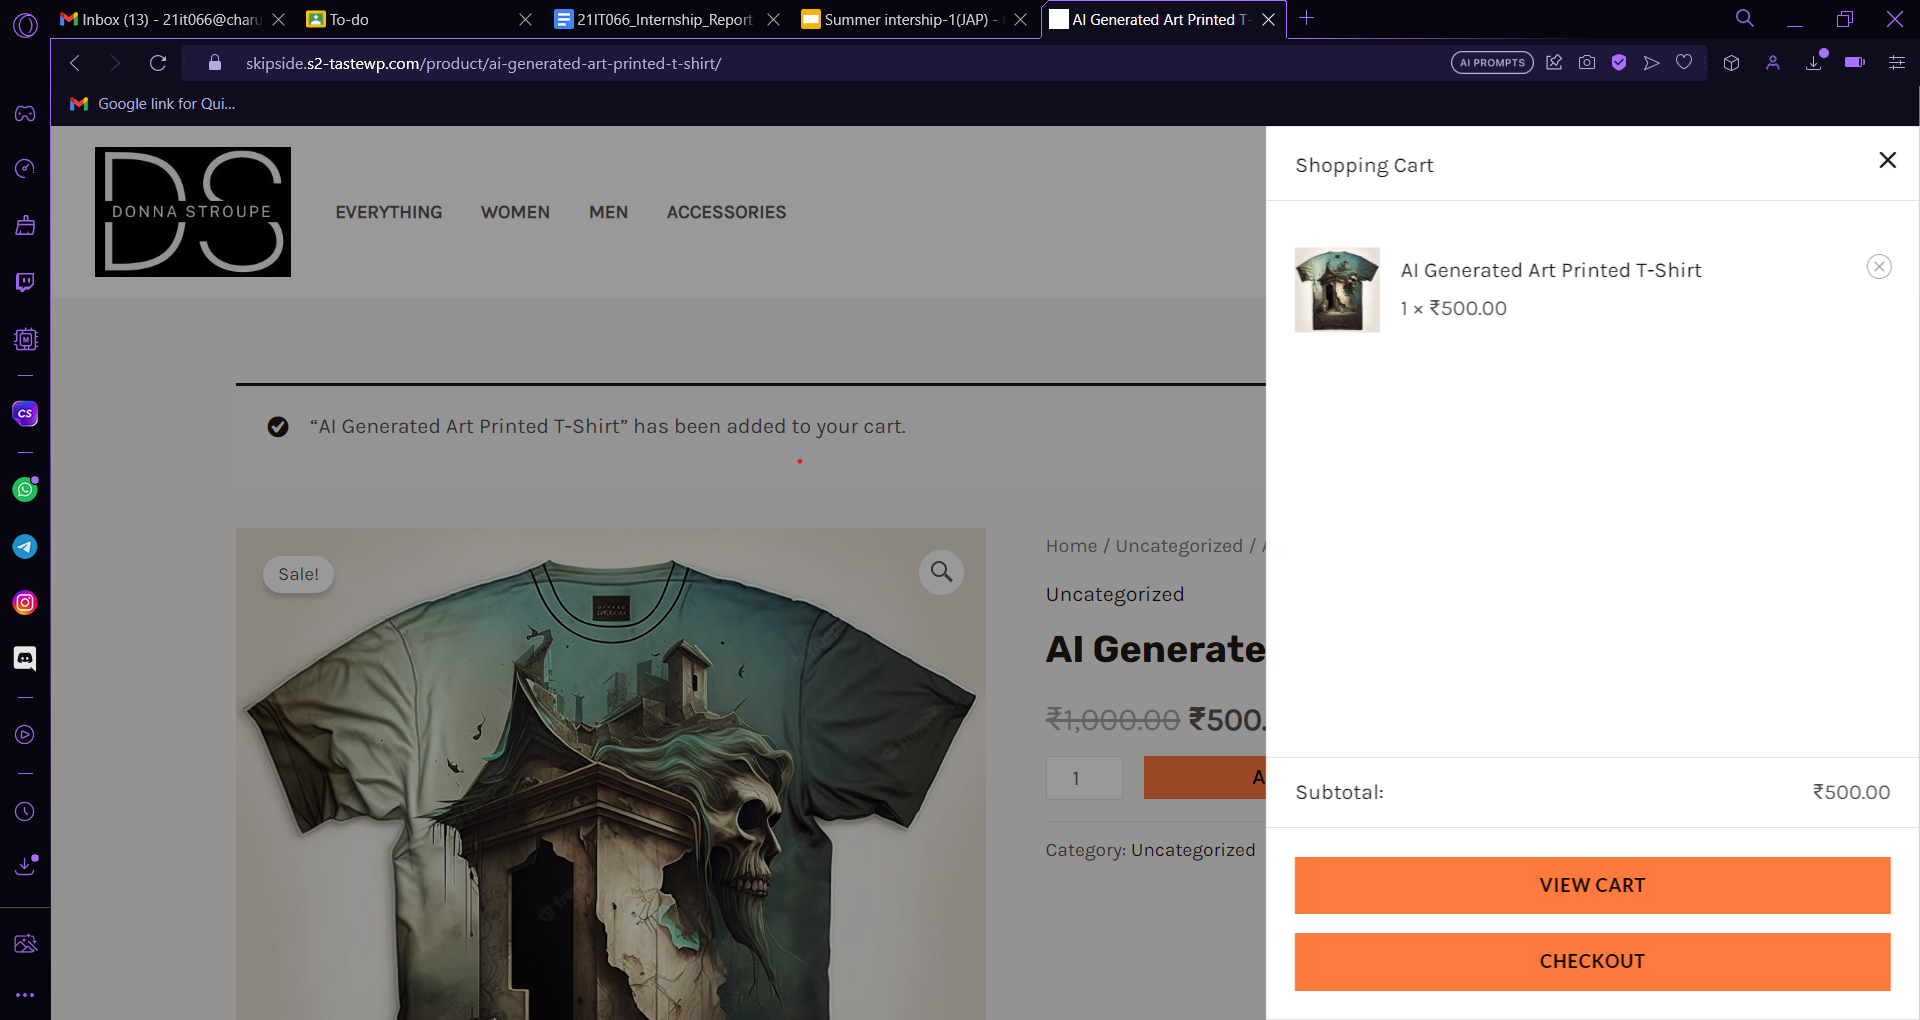 Inbox (13) - 21it066@charu
To-do
21IT066_Internship_Report
Summer intership-1(JAP) -
AI Generated Art Printed T-
skipside.s2-tastewp.com/product/ai-generated-art-printed-t-shirt/
AI PROMPTS
Google link for Qui...
DS
DONNA STROUPE
EVERYTHING
WOMEN
MEN
ACCESSORIES
“AI Generated Art Printed T-Shirt” has been added to your cart.
Sale!
Home / Uncategorized /
Uncategorized
AI Generate
₹1,000.00 ₹500.
1
A
Category: Uncategorized
Shopping Cart
AI Generated Art Printed T-Shirt
1 × ₹500.00
Subtotal:
₹500.00
VIEW CART
CHECKOUT
CS
M